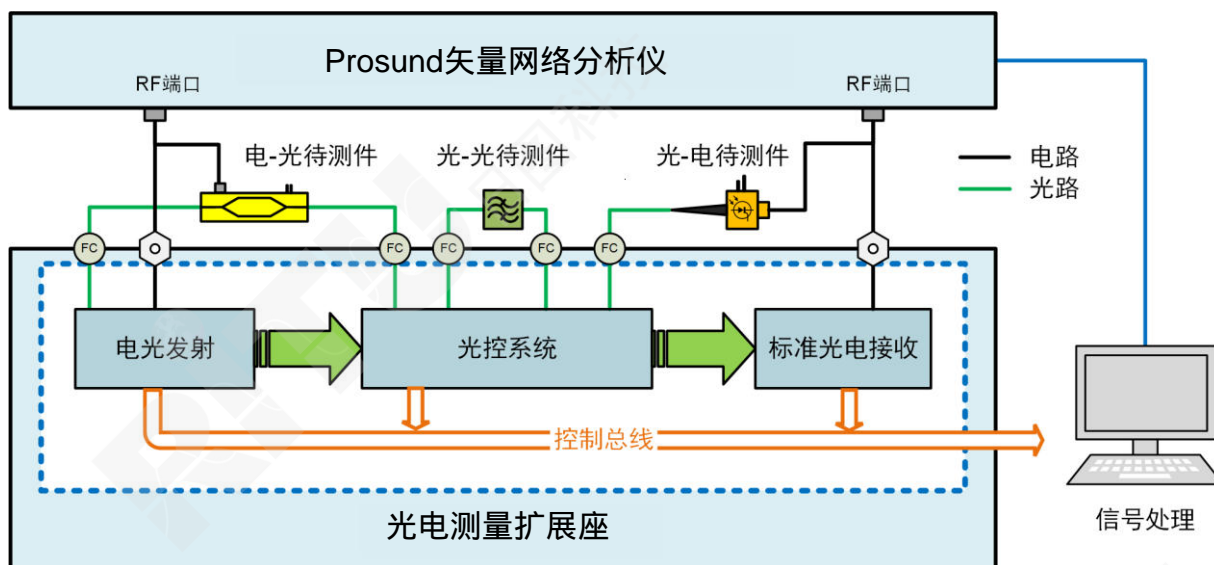 Prosund矢量网络分析仪
RF端口
RF端口
电-光待测件
光-光待测件
光-电待测件
电路
光路
FC
FC
FC
FC
FC
电光发射
光控系统
标准光电接收
控制总线
光电测量扩展座
信号处理